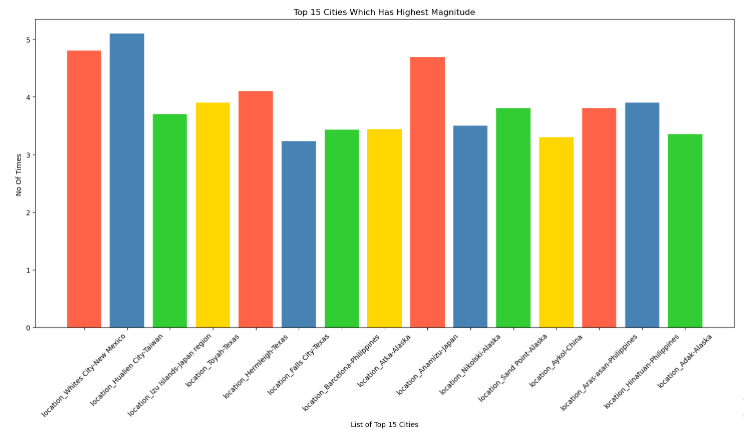 Top 15 Cities Which Has Highest Magnitude
5
4
3
2
1
0
No Of Times
location_Whites City-New Mexico
location_Hualien City-Taiwan
location_Izu Islands-Japan region
location_Toyah-Texas
location_Hermleigh-Texas
location_Falls City-Texas
location_Barcelona-Philippines
location_Atka-Alaska
location_Anamizu-Japan
location_Nikolski-Alaska
location_Sand Point-Alaska
location_Aykol-China
location_Aras-asan-Philippines
location_Hinatuan-Philippines
location_Adak-Alaska
List of Top 15 Cities